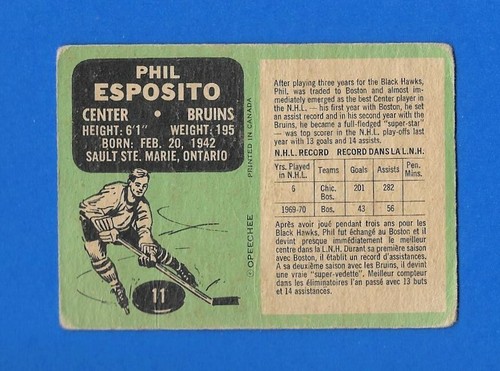 PHIL
ESPOSITO
CENTER • BRUINS
HEIGHT: 6'1" WEIGHT: 195
BORN: FEB. 20, 1942
SAULT STE. MARIE, ONTARIO
11
© OPEECHEE PRINTED IN CANADA
After playing three years for the Black Hawks,
Phil was traded to Boston and almost im-
mediately emerged as the best Center player in
the N.H.L. — his first year with Boston, he set
an assist record and in his second year with the
Bruins, he became a full-fledged "super-star"
— was top scorer in the N.H.L. play-offs last
year with 13 goals and 14 assists.
N.H.L. RECORD RECORD DANS LA L.N.H.
Yrs. Played in N.H.L. Teams Goals Assists Pen. Mins.
6 Chic. Bos. 201 282
1969-70 Bos. 43 56
Après avoir joué pendant trois ans pour les
Black Hawks, Phil fut échangé au Boston et il
devint presque immédiatement le meilleur
centre dans la L.N.H. Durant sa première saison
avec Boston, il établit un record d'assistances.
A sa deuxième saison avec les Bruins, il devint
une vraie "super-vedette". Meilleur compteur
dans les éliminatoires l'an passé avec 13 buts
et 14 assistances.